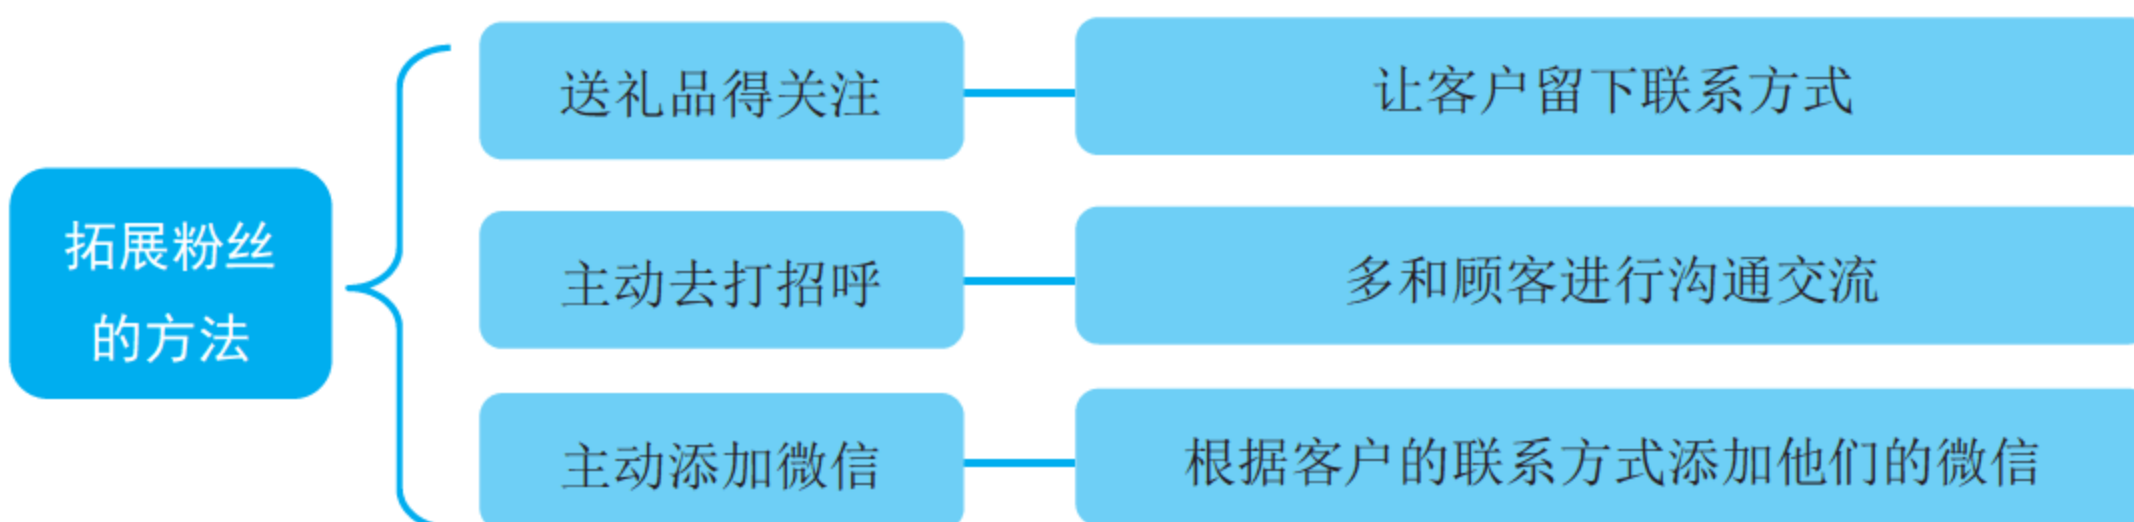 拓展粉丝
的方法
送礼品得关注
让客户留下联系方式
主动去打招呼
多和顾客进行沟通交流
主动添加微信
根据客户的联系方式添加他们的微信